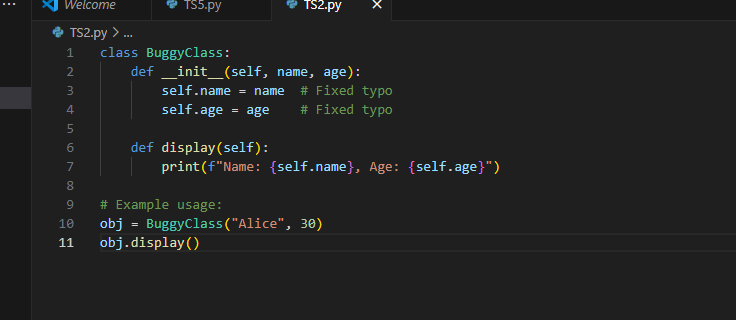 ... Welcome TS5.py TS2.py ×
TS2.py > ...
1 class BuggyClass:
2     def __init__(self, name, age):
3         self.name = name  # Fixed typo
4         self.age = age    # Fixed typo
5
6     def display(self):
7         print(f"Name: {self.name}, Age: {self.age}")
8
9 # Example usage:
10 obj = BuggyClass("Alice", 30)
11 obj.display()